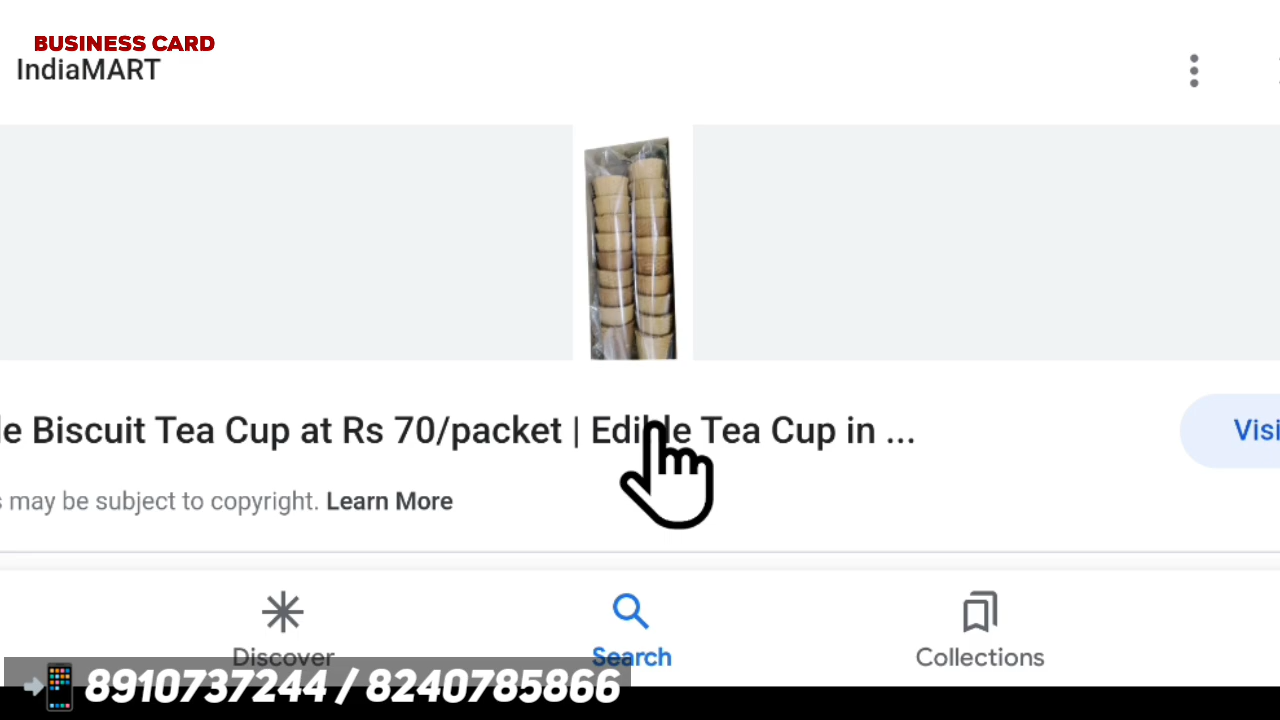 BUSINESS CARD
IndiaMART
le Biscuit Tea Cup at Rs 70/packet | Edible Tea Cup in ...
Visi
s may be subject to copyright. Learn More
Discover
Search
Collections
8910737244 / 8240785866